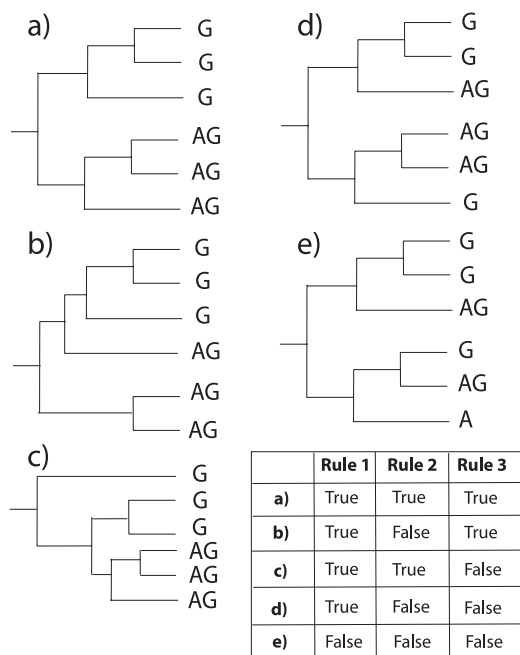 a)
G
G
G
AG
AG
AG
b)
G
G
G
AG
AG
AG
c)
G
G
G
AG
AG
AG
d)
G
G
AG
AG
AG
G
e)
G
G
AG
G
AG
A
Rule 1 Rule 2 Rule 3
a) True True True
b) True False True
c) True True False
d) True False False
e) False False False